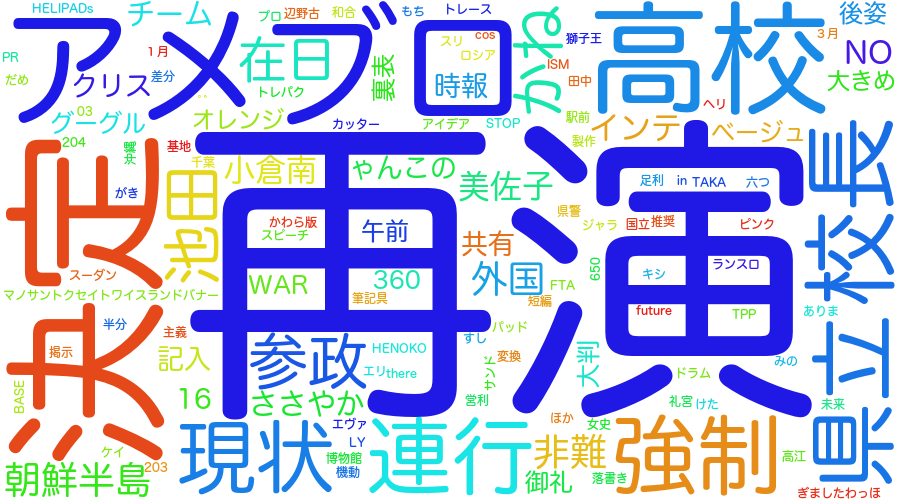 HELIPADs
チーム
プロ
辺野古
和合
もち
トレース
獅子王
3月
後姿
アメブロ
高校
PR
1月
差分
在日
裏表
スリ
cos
ロシア
ISM
かね
NO
だめ
クリス
トレパク
時報
田中
大きめ
03
グーグル
オレンジ
カッター
アイデア
STOP
ヘリ
駅前
インテ
ベージュ
204
基地
千葉
製作
決定
小倉南
ゃんこの
再演
校長
がき
池田
美佐子
足利
in
TAKA
六つ
県警
かわら版
スピーチ
午前
共有
ジャラ
国立
推奨
ピンク
スーダン
WAR
360
外国
650
キシ
ランスロ
マノサントクセイトワイスランドバナー
筆記具
FTA
短編
future
TPP
ありま
半分
主義
バッド
すし
県立
掲示
記入
参政
HENOKO
変換
大判
みの
エリ
there
サンド
ドラム
BASE
16
ささやか
営利
礼宮
けた
未来
現状
エヴァ
連行
ほか
女史
強制
LY
非難
ケイ
203
博物館
機動
朝鮮半島
御礼
落書き
高江
ぎましたわっほ